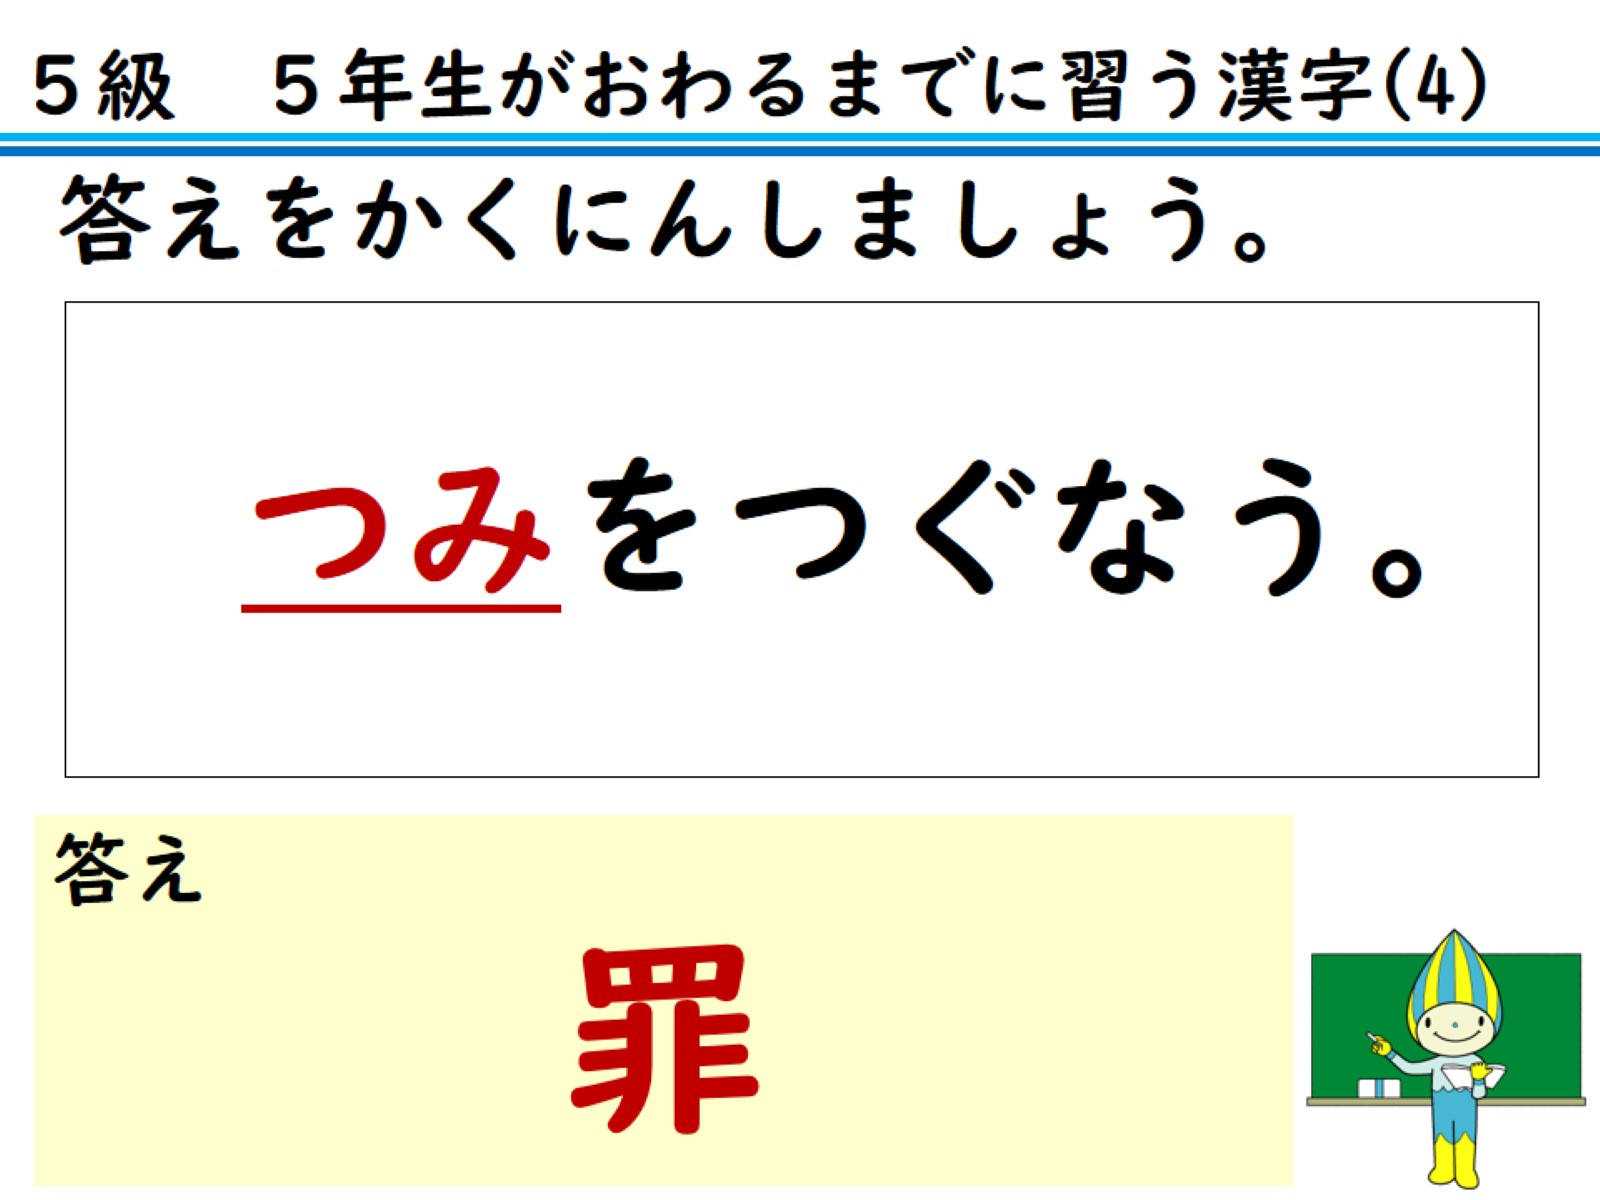 ５級　５年生がおわるまでに習う漢字(4)
答えをかくにんしましょう。
つみをつぐなう。
答え
罪